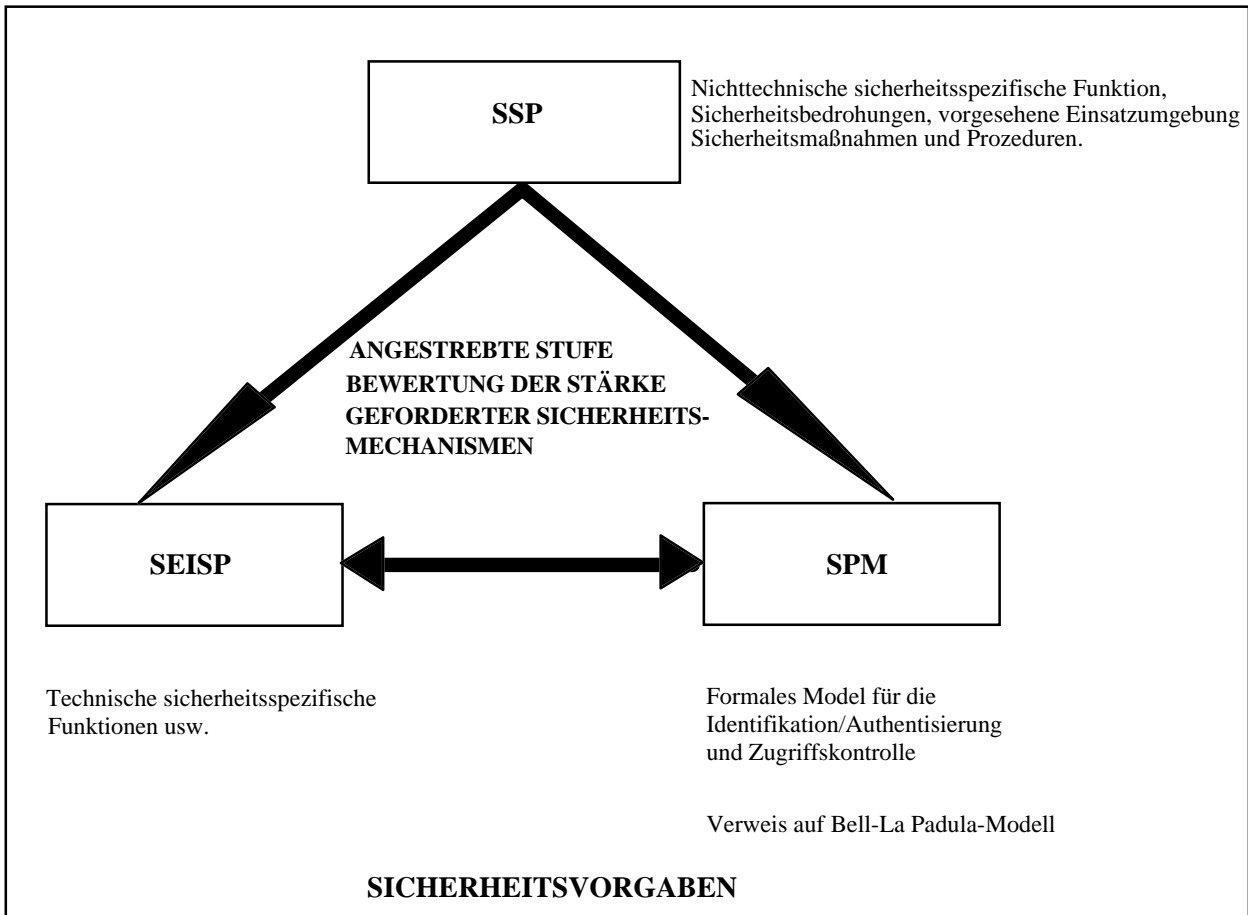 SSP
Nichttechnische sicherheitsspezifische Funktion,
Sicherheitsbedrohungen, vorgesehene Einsatzumgebung
Sicherheitsmaßnahmen und Prozeduren.
ANGESTREBTE STUFE
BEWERTUNG DER STÄRKE
GEFORDERTER SICHERHEITS-
MECHANISMEN
SEISP
SPM
Technische sicherheitsspezifische
Funktionen usw.
Formales Model für die
Identifikation/Authentisierung
und Zugriffskontrolle
Verweis auf Bell-La Padula-Modell
SICHERHEITSVORGABEN